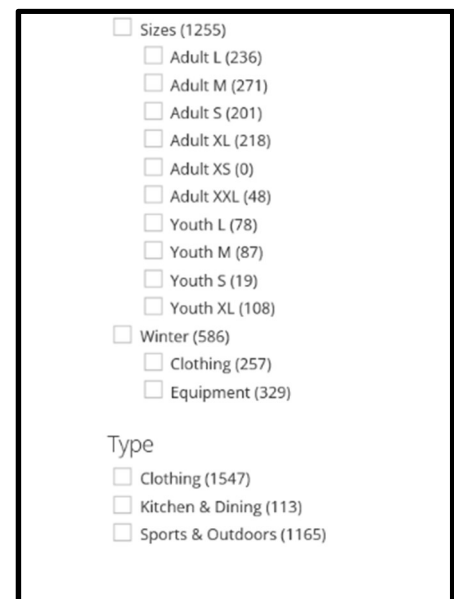 Sizes (1255)
Adult L (236)
Adult M (271)
Adult S (201)
Adult XL (218)
Adult XS (0)
Adult XXL (48)
Youth L (78)
Youth M (87)
Youth S (19)
Youth XL (108)
Winter (586)
Clothing (257)
Equipment (329)
Type
Clothing (1547)
Kitchen & Dining (113)
Sports & Outdoors (1165)